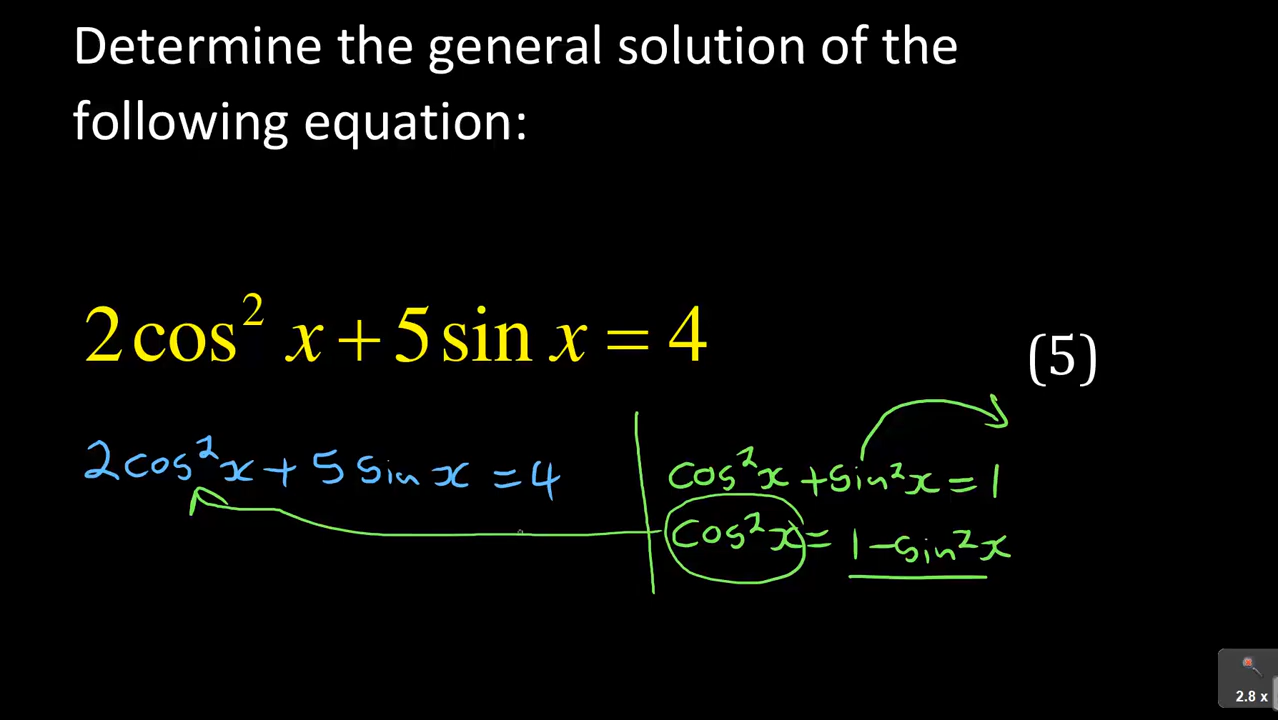 Determine the general solution of the
following equation:
2cos² x + 5sin x = 4
(5)
2cos²x + 5 sin x = 4
cos²x + sin²x = 1
cos²x = 1 - sin²x
2.8 x